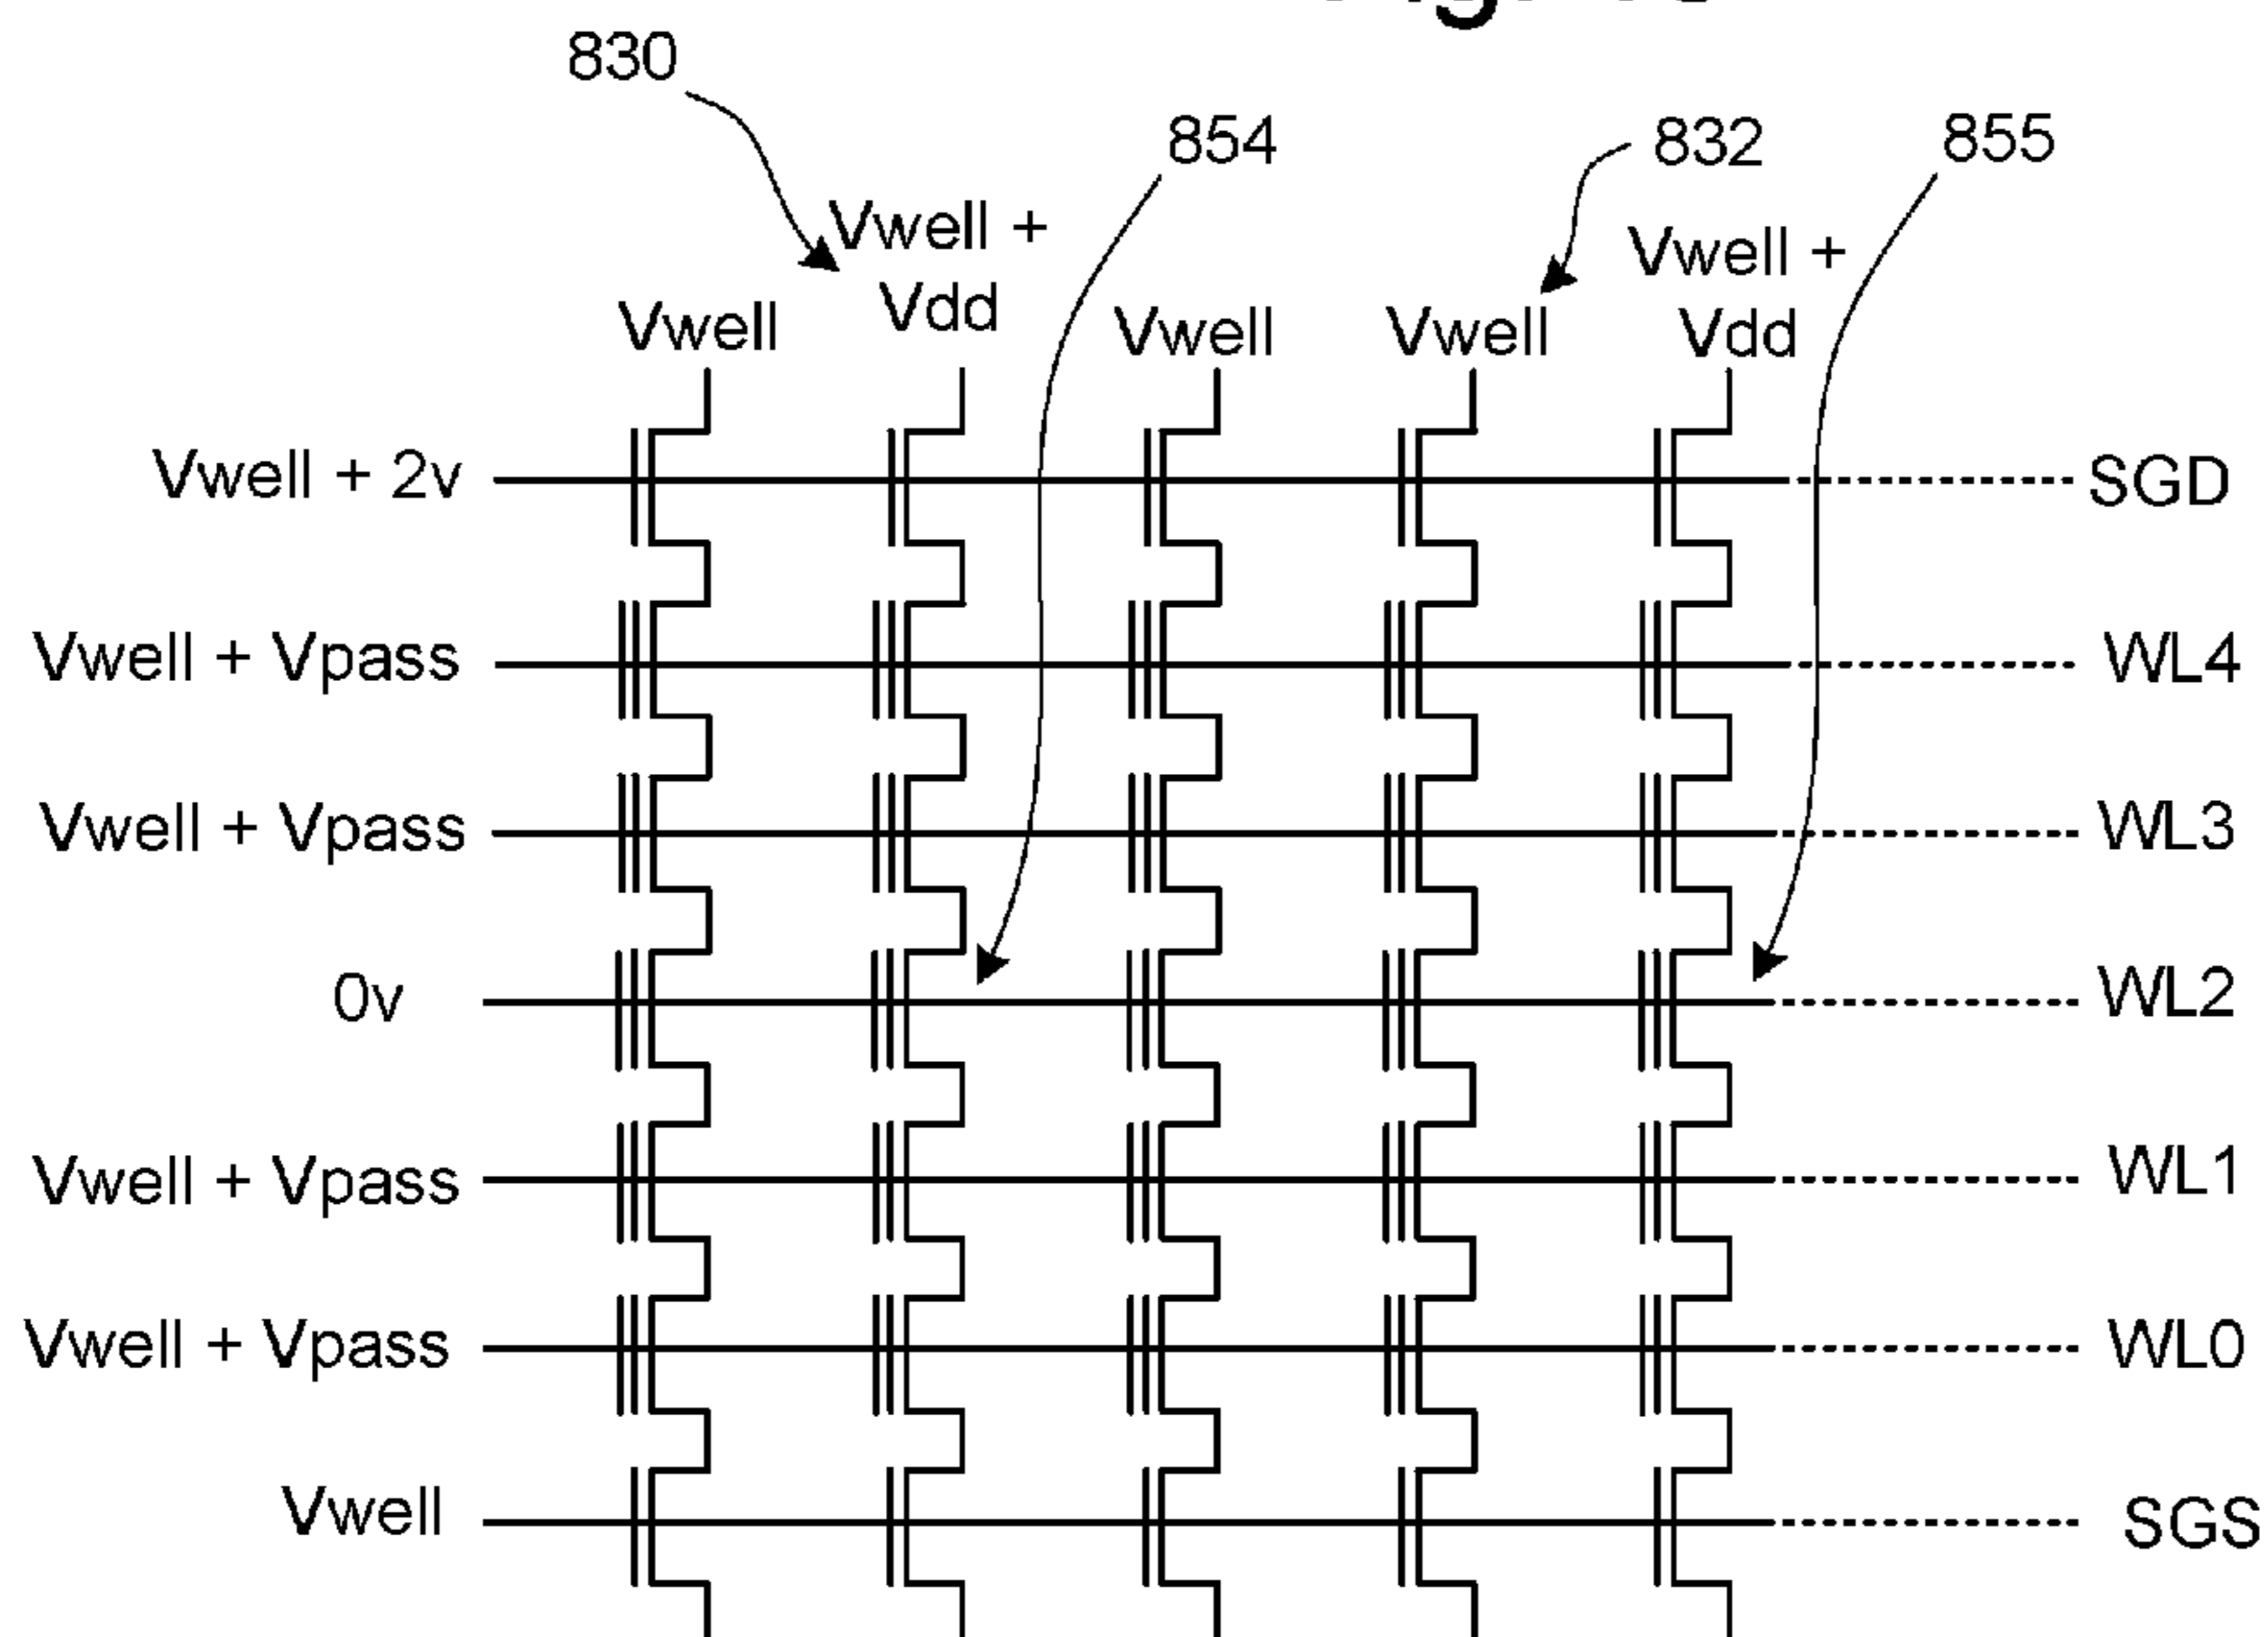 830
854
832
855
Vwell +
Vdd
Vwell +
Vdd
Vwell
Vwell
Vwell
Vwell + 2v
SGD
Vwell + Vpass
WL4
Vwell + Vpass
WL3
0v
WL2
Vwell + Vpass
WL1
Vwell + Vpass
WL0
Vwell
SGS